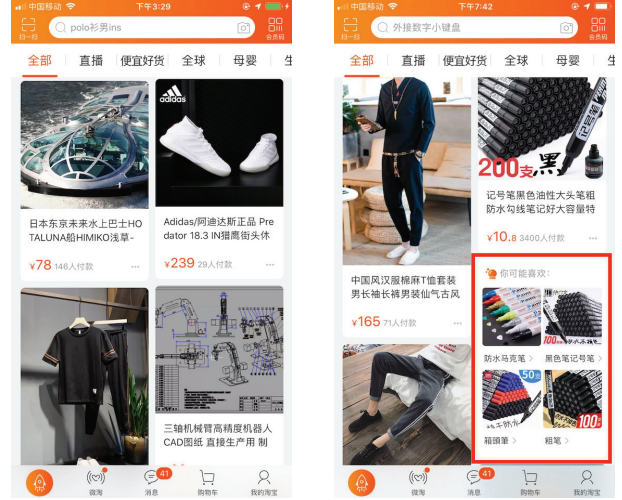 中国移动
下午3:29
扫一扫
polo衫男ins
会员码
全部
直播
便宜好货
全球
母婴
日本东京未来水上巴士HO
TALUNA船HIMIKO浅草-
¥78 146人付款
adidas
Adidas/阿迪达斯正品 Pre
dator 18.3 IN猎鹰街头休
¥239 29人付款
三轴机械臂高精度机器人
CAD图纸 直接生产用 制
微淘
41
消息
购物车
我的淘宝
中国移动
下午7:42
扫一扫
外接数字小键盘
会员码
全部
直播
便宜好货
全球
母婴
中国风汉服棉麻T恤套装
男长袖长裤男装仙气古风
¥165 71人付款
记号笔
200支黑
记号笔黑色油性大头笔粗
防水勾线笔记好大容量特
¥10.8 3400人付款
你可能喜欢:
防水马克笔 >
100
黑色笔记号笔 >
50
箱頭筆 >
100
粗笔 >
微淘
41
消息
购物车
我的淘宝